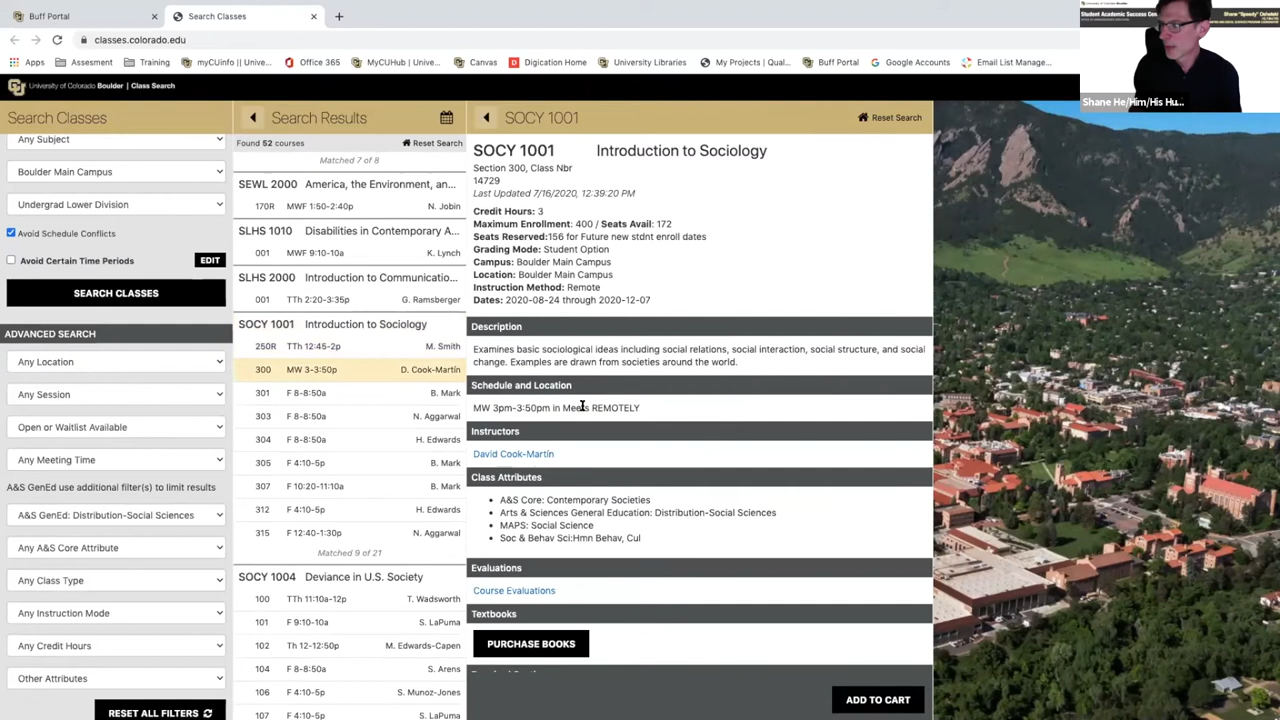 Buff Portal
Search Classes
classes.colorado.edu
Apps
Assesment
Training
myCUinfo || Unive...
Office 365
MyCUHub | Unive...
Canvas
Digication Home
University Libraries
My Projects | Qual...
Buff Portal
Google Accounts
Email List Manag...
University of Colorado Boulder | Class Search
Search Classes
Any Subject
Boulder Main Campus
Undergrad Lower Division
Avoid Schedule Conflicts
Avoid Certain Time Periods
EDIT
SEARCH CLASSES
ADVANCED SEARCH
Any Location
Any Session
Open or Waitlist Available
Any Meeting Time
A&S GenEd use additional filter(s) to limit results
A&S GenEd: Distribution-Social Sciences
Any A&S Core Attribute
Any Class Type
Any Instruction Mode
Any Credit Hours
Other Attributes
RESET ALL FILTERS
Search Results
Found 52 courses
Reset Search
Matched 7 of 8
SEWL 2000 America, the Environment, an...
170R MWF 1:50-2:40p N. Jobin
SLHS 1010 Disabilities in Contemporary A...
001 MWF 9:10-10a K. Lynch
SLHS 2000 Introduction to Communicatio...
001 TTh 2:20-3:35p G. Ramsberger
SOCY 1001 Introduction to Sociology
250R TTh 12:45-2p M. Smith
300 MW 3-3:50p D. Cook-Martín
301 F 8-8:50a B. Mark
303 F 8-8:50a N. Aggarwal
304 F 8-8:50a H. Edwards
305 F 4:10-5p B. Mark
307 F 10:20-11:10a B. Mark
312 F 4:10-5p H. Edwards
315 F 12:40-1:30p N. Aggarwal
Matched 9 of 21
SOCY 1004 Deviance in U.S. Society
100 TTh 11:10a-12p T. Wadsworth
101 F 9:10-10a S. LaPuma
102 Th 12-12:50p M. Edwards-Capen
104 F 8-8:50a S. Arens
106 F 4:10-5p S. Munoz-Jones
107 F 4:10-5p S. LaPuma
SOCY 1001
Reset Search
SOCY 1001 Introduction to Sociology
Section 300, Class Nbr
14729
Last Updated 7/16/2020, 12:39:20 PM
Credit Hours: 3
Maximum Enrollment: 400 / Seats Avail: 172
Seats Reserved:156 for Future new stdnt enroll dates
Grading Mode: Student Option
Campus: Boulder Main Campus
Location: Boulder Main Campus
Instruction Method: Remote
Dates: 2020-08-24 through 2020-12-07
Description
Examines basic sociological ideas including social relations, social interaction, social structure, and social
change. Examples are drawn from societies around the world.
Schedule and Location
MW 3pm-3:50pm in Meets REMOTELY
Instructors
David Cook-Martín
Class Attributes
A&S Core: Contemporary Societies
Arts & Sciences General Education: Distribution-Social Sciences
MAPS: Social Science
Soc & Behav Sci:Hmn Behav, Cul
Evaluations
Course Evaluations
Textbooks
PURCHASE BOOKS
ADD TO CART
Student Academic Success Cen
Shane He/Him/His Hu...